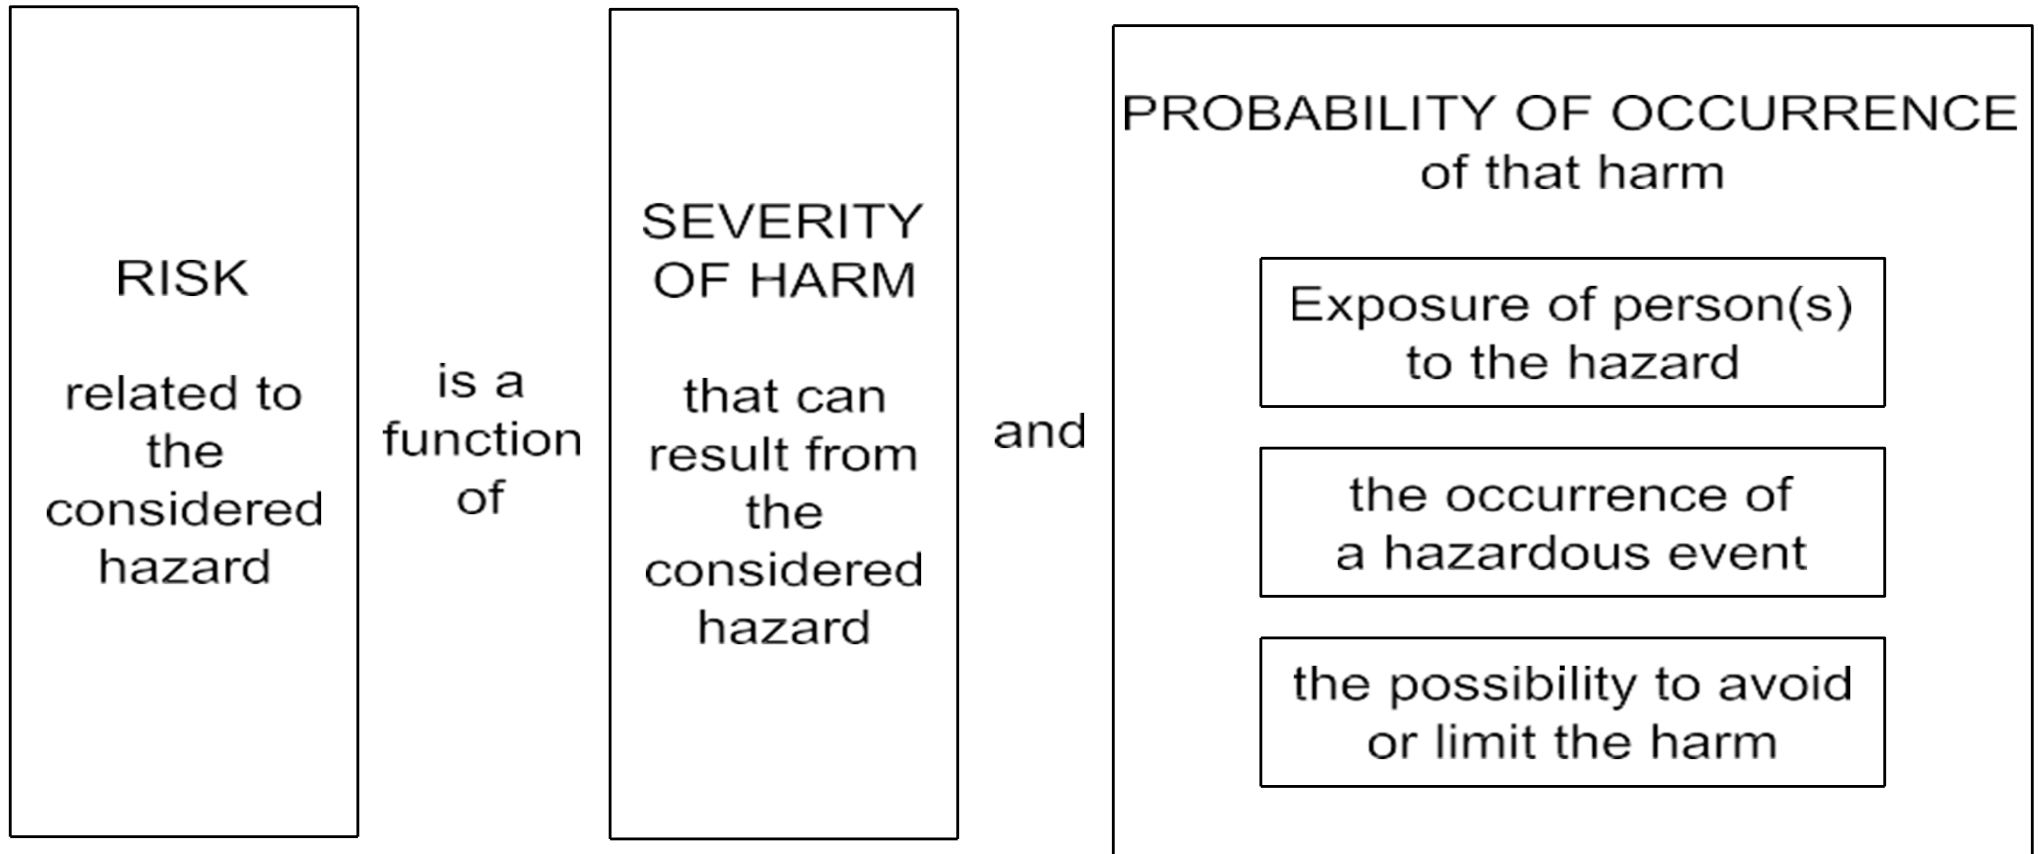 RISK
related to
the
considered
hazard
is a
function
of
SEVERITY
OF HARM
that can
result from
the
considered
hazard
and
PROBABILITY OF OCCURRENCE
of that harm
Exposure of person(s)
to the hazard
the occurrence of
a hazardous event
the possibility to avoid
or limit the harm